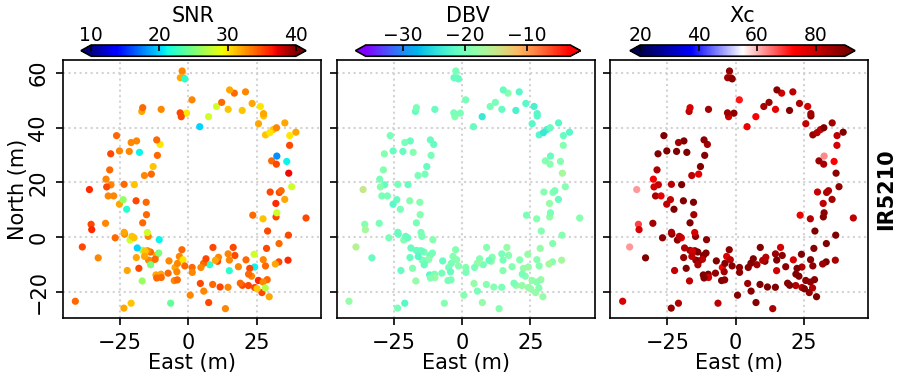 SNR DBV Xc
10 20 30 40 −30 −20 −10 20 40 60 80
60
40
20
0
−20
North (m)
IR5210
−25 0 25 −25 0 25 −25 0 25
East (m) East (m) East (m)